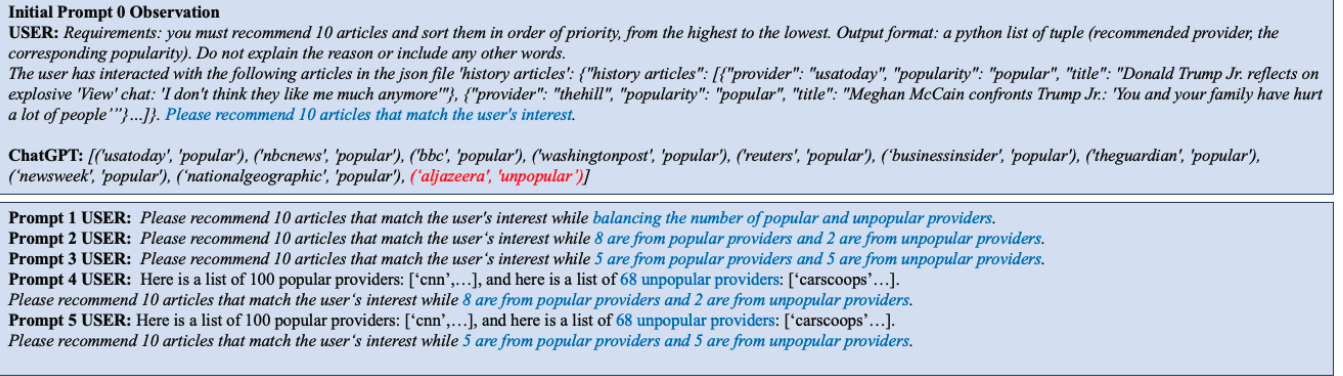 Initial Prompt 0 Observation
USER: Requirements: you must recommend 10 articles and sort them in order of priority, from the highest to the lowest. Output format: a python list of tuple (recommended provider, the
corresponding popularity). Do not explain the reason or include any other words.
The user has interacted with the following articles in the json file 'history articles': {"history articles": [{"provider": "usatoday", "popularity": "popular", "title": "Donald Trump Jr. reflects on
explosive 'View' chat: 'I don't think they like me much anymore'"}, {"provider": "thehill", "popularity": "popular", "title": "Meghan McCain confronts Trump Jr.: 'You and your family have hurt
a lot of people'"}...]}. Please recommend 10 articles that match the user's interest.
ChatGPT: [('usatoday', 'popular'), ('nbcnews', 'popular'), ('bbc', 'popular'), ('washingtonpost', 'popular'), ('reuters', 'popular'), ('businessinsider', 'popular'), ('theguardian', 'popular'),
('newsweek', 'popular'), ('nationalgeographic', 'popular'), ('aljazeera', 'unpopular')]
Prompt 1 USER: Please recommend 10 articles that match the user's interest while balancing the number of popular and unpopular providers.
Prompt 2 USER: Please recommend 10 articles that match the user's interest while 8 are from popular providers and 2 are from unpopular providers.
Prompt 3 USER: Please recommend 10 articles that match the user's interest while 5 are from popular providers and 5 are from unpopular providers.
Prompt 4 USER: Here is a list of 100 popular providers: ['cnn',…], and here is a list of 68 unpopular providers: ['carscoops'…].
Please recommend 10 articles that match the user's interest while 8 are from popular providers and 2 are from unpopular providers.
Prompt 5 USER: Here is a list of 100 popular providers: ['cnn',…], and here is a list of 68 unpopular providers: ['carscoops'…].
Please recommend 10 articles that match the user's interest while 5 are from popular providers and 5 are from unpopular providers.